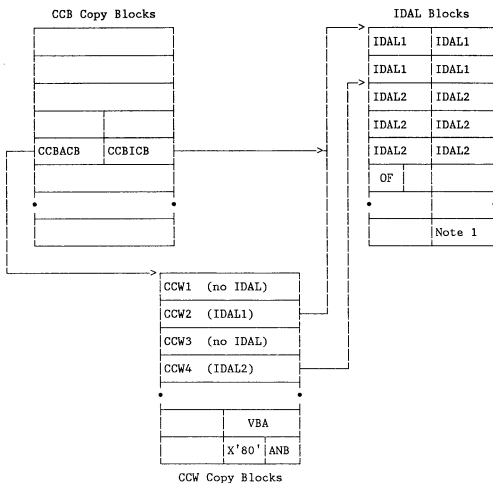 CCB Copy Blocks
IDAL Blocks
IDAL1 IDAL1
IDAL1 IDAL1
IDAL2 IDAL2
IDAL2 IDAL2
CCBACB CCBICB
IDAL2 IDAL2
OF
Note 1
CCW1 (no IDAL)
CCW2 (IDAL1)
CCW3 (no IDAL)
CCW4 (IDAL2)
VBA
X'80' ANB
CCW Copy Blocks